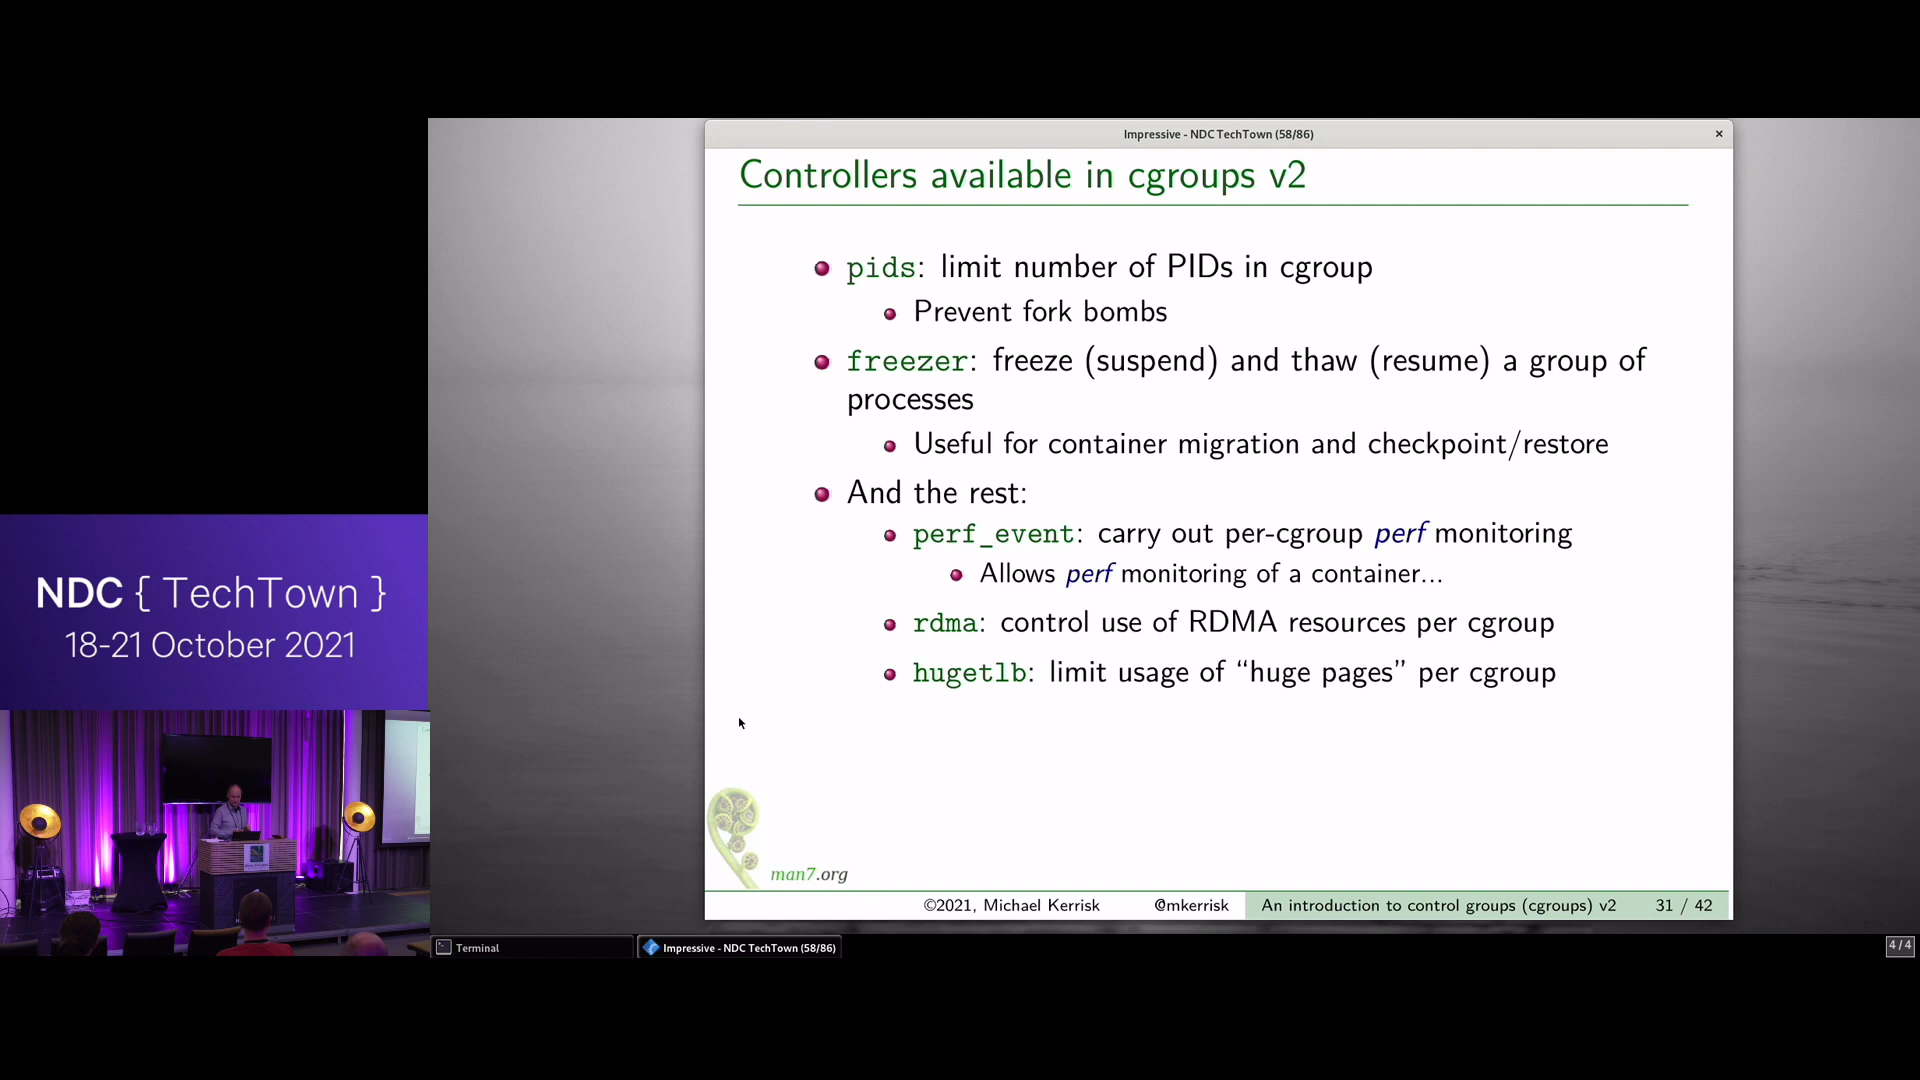 Impressive - NDC TechTown (58/86)
Controllers available in cgroups v2
pids: limit number of PIDs in cgroup
Prevent fork bombs
freezer: freeze (suspend) and thaw (resume) a group of
processes
Useful for container migration and checkpoint/restore
And the rest:
perf_event: carry out per-cgroup perf monitoring
Allows perf monitoring of a container...
rdma: control use of RDMA resources per cgroup
hugetlb: limit usage of “huge pages” per cgroup
man7.org
©2021, Michael Kerrisk @mkerrisk An introduction to control groups (cgroups) v2 31 / 42
NDC { TechTown }
18-21 October 2021
Terminal
Impressive - NDC TechTown (58/86)
4/4